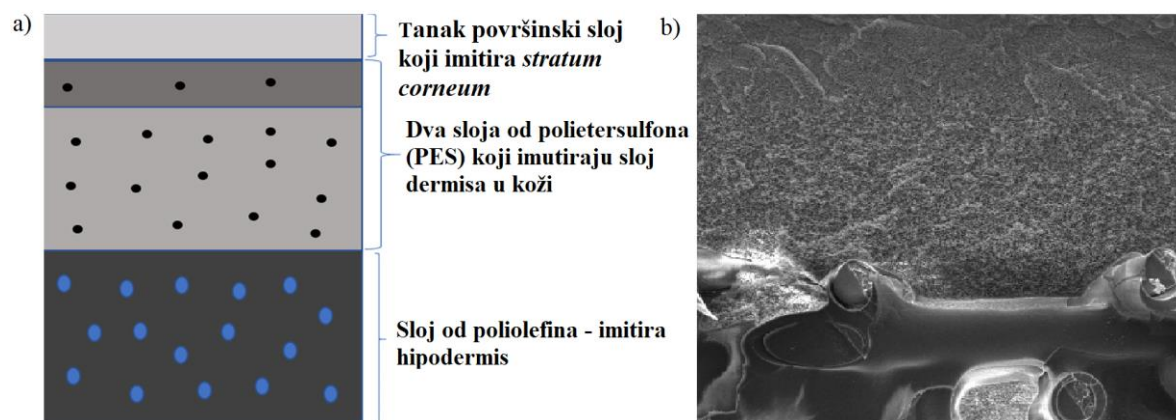 a)
Tanak površinski sloj
koji imitira stratum
corneum
Dva sloja od polietersulfona
(PES) koji imutiraju sloj
dermisa u koži
Sloj od poliolefina - imitira
hipodermis
b)